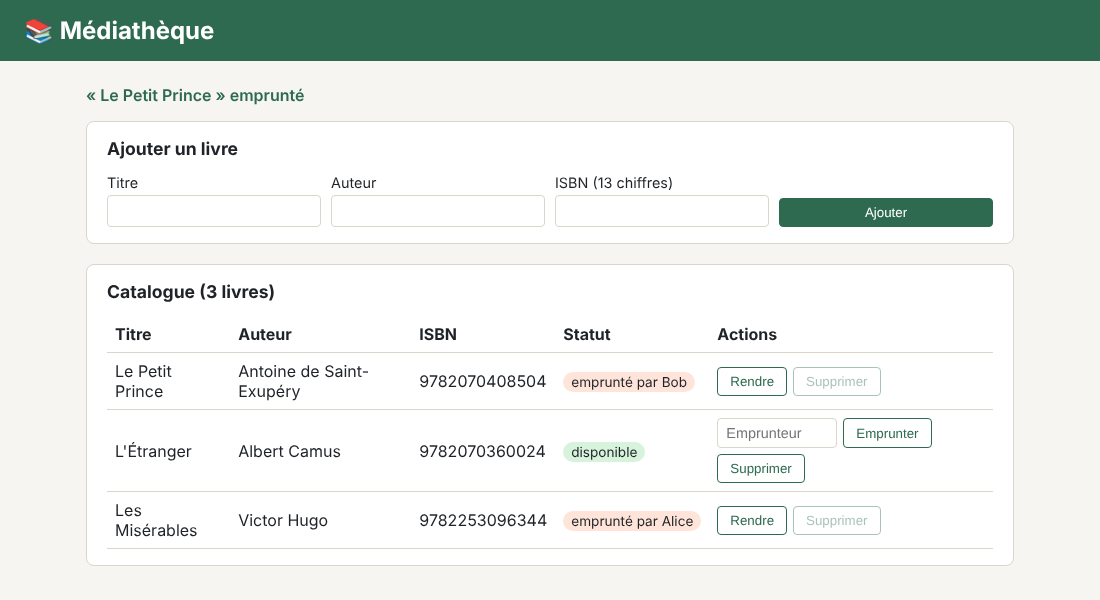 Médiathèque
« Le Petit Prince » emprunté
Ajouter un livre
Titre Auteur ISBN (13 chiffres)
Ajouter
Catalogue (3 livres)
Titre Auteur ISBN Statut Actions
Le Petit Prince Antoine de Saint-Exupéry 9782070408504 emprunté par Bob Rendre Supprimer
L'Étranger Albert Camus 9782070360024 disponible Emprunteur Emprunter Supprimer
Les Misérables Victor Hugo 9782253096344 emprunté par Alice Rendre Supprimer